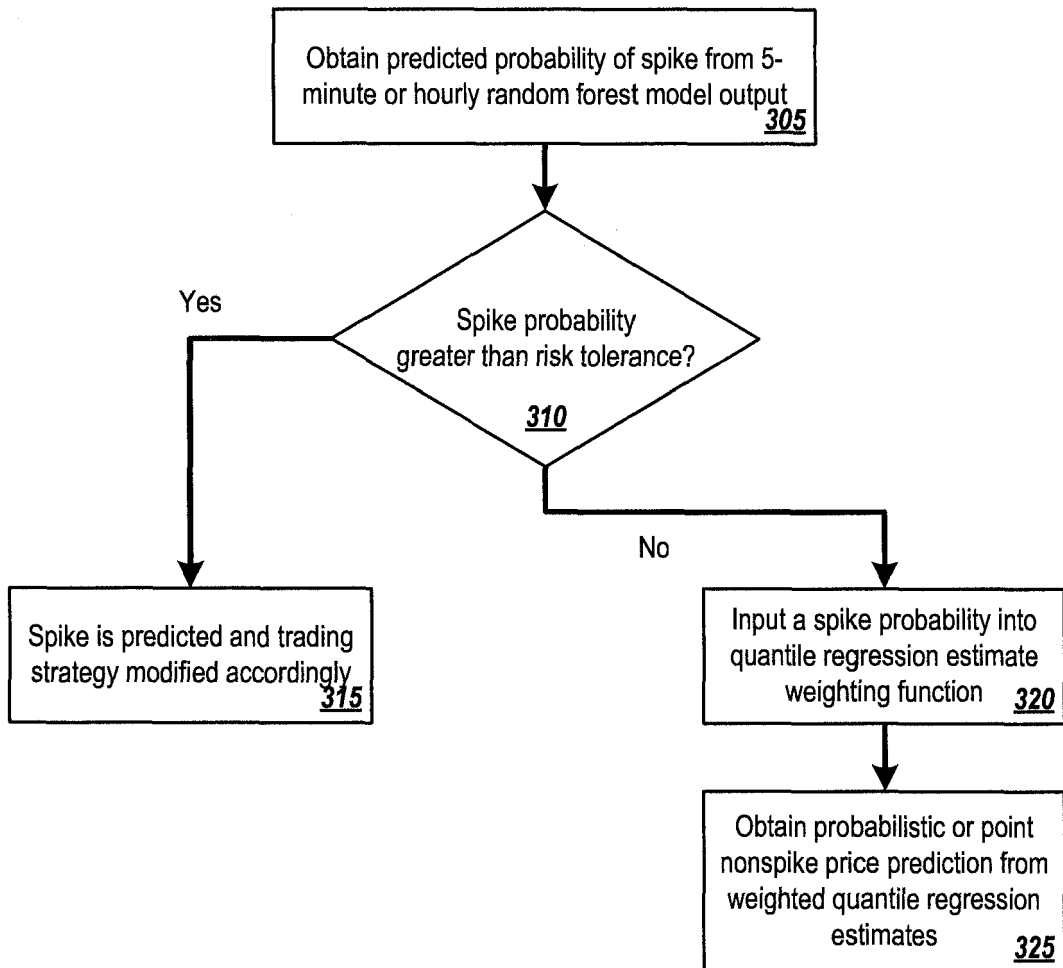 Obtain predicted probability of spike from 5-
minute or hourly random forest model output
305
Yes
Spike probability
greater than risk tolerance?
310
No
Spike is predicted and trading
strategy modified accordingly
315
Input a spike probability into
quantile regression estimate
weighting function 320
Obtain probabilistic or point
nonspike price prediction from
weighted quantile regression
estimates 325